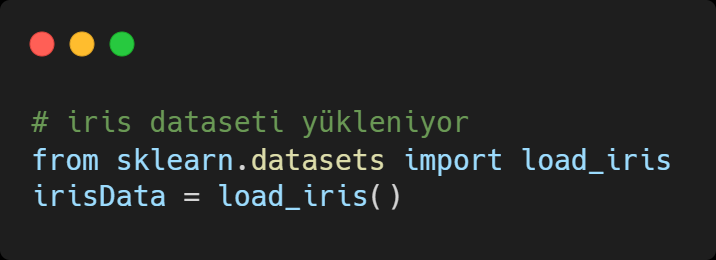 # iris dataseti yükleniyor
from sklearn.datasets import load_iris
irisData = load_iris()